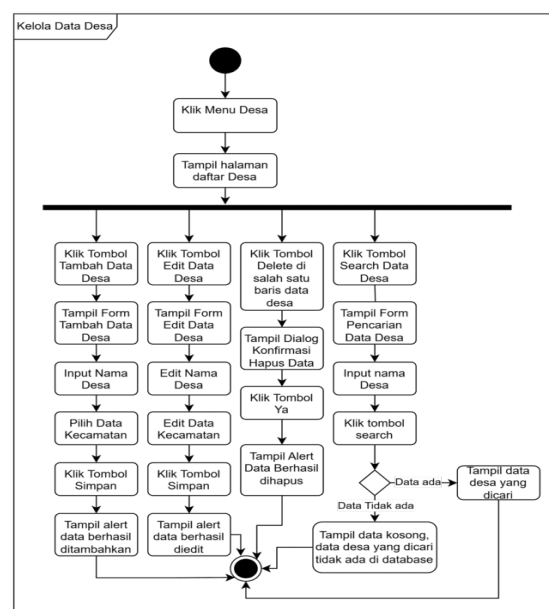 Kelola Data Desa
Klik Menu Desa
Tampil halaman
daftar Desa
Klik Tombol
Tambah Data
Desa
Tampil Form
Tambah Data
Desa
Input Nama
Desa
Pilih Data
Kecamatan
Klik Tombol
Simpan
Tampil alert
data berhasil
ditambahkan
Klik Tombol
Edit Data
Desa
Tampil Form
Edit Data
Desa
Edit Nama
Desa
Edit Data
Kecamatan
Klik Tombol
Simpan
Tampil alert
data berhasil
diedit
Klik Tombol
Delete di
salah satu
baris data
desa
Tampil Dialog
Konfirmasi
Hapus Data
Klik Tombol
Ya
Tampil Alert
Data Berhasil
dihapus
Klik Tombol
Search Data
Desa
Tampil Form
Pencarian
Data Desa
Input nama
Desa
Klik tombol
search
Data ada
Tampil data
desa yang
dicari
Data Tidak ada
Tampil data kosong,
data desa yang dicari
tidak ada di database